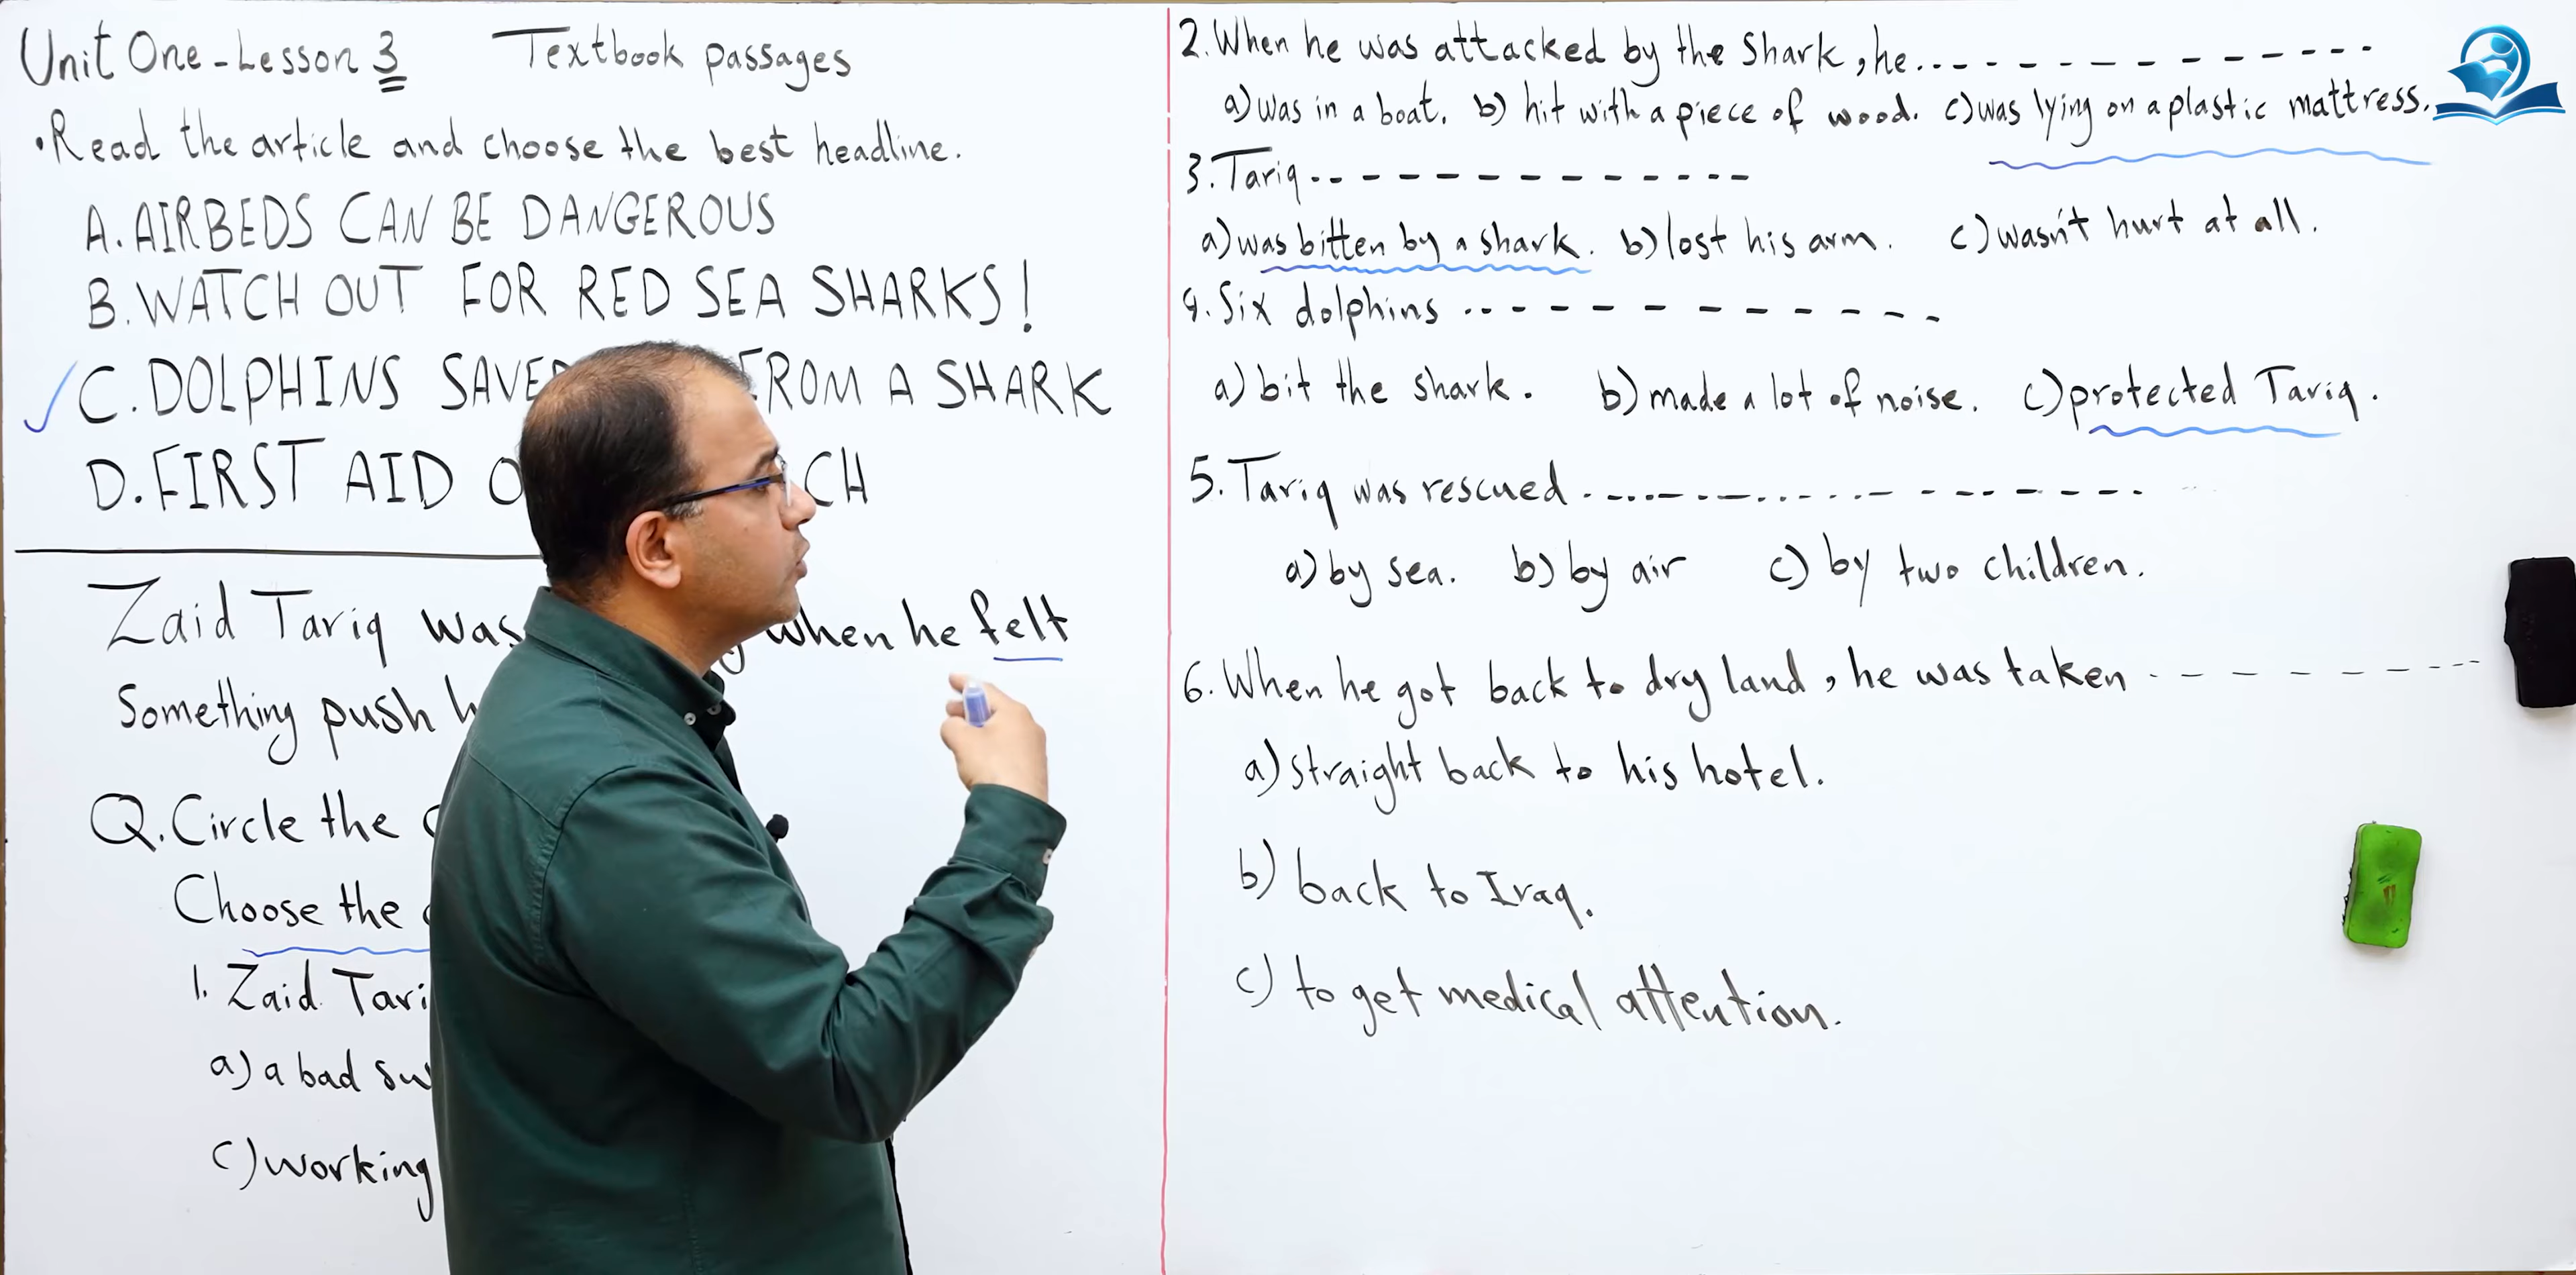 Unit One - Lesson 3 Textbook passages
• Read the article and choose the best headline.
A. AIRBEDS CAN BE DANGEROUS
B. WATCH OUT FOR RED SEA SHARKS!
C. DOLPHINS SAVED FROM A SHARK
D. FIRST AID
Zaid Tariq was when he felt
Something push
Q. Circle the
Choose the
1. Zaid
a) a bad
c) working
2. When he was attacked by the Shark, he..--------------
a) was in a boat. b) hit with a piece of wood. c) was lying on a plastic mattress.
3. Tariq..--------------
a) was bitten by a shark. b) lost his arm. c) wasn't hurt at all.
4. Six dolphins ..------------
a) bit the shark. b) made a lot of noise. c) protected Tariq.
5. Tariq was rescued ..--------------
a) by sea. b) by air c) by two children.
6. When he got back to dry land, he was taken ----------
a) straight back to his hotel.
b) back to Iraq.
c) to get medical attention.